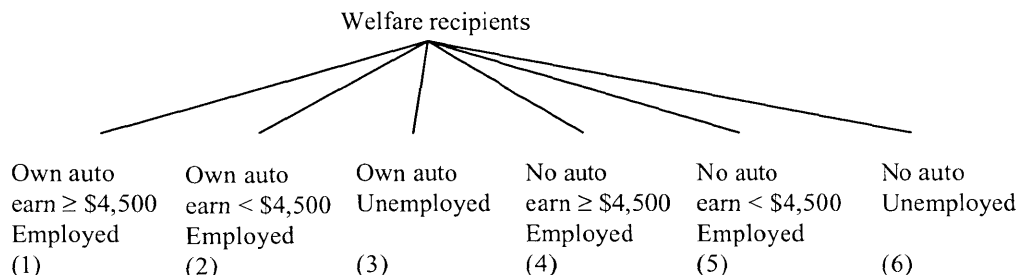 Welfare recipients
Own auto
earn ≥ $4,500
Employed
(1)
Own auto
earn < $4,500
Employed
(2)
Own auto
Unemployed
(3)
No auto
earn ≥ $4,500
Employed
(4)
No auto
earn < $4,500
Employed
(5)
No auto
Unemployed
(6)